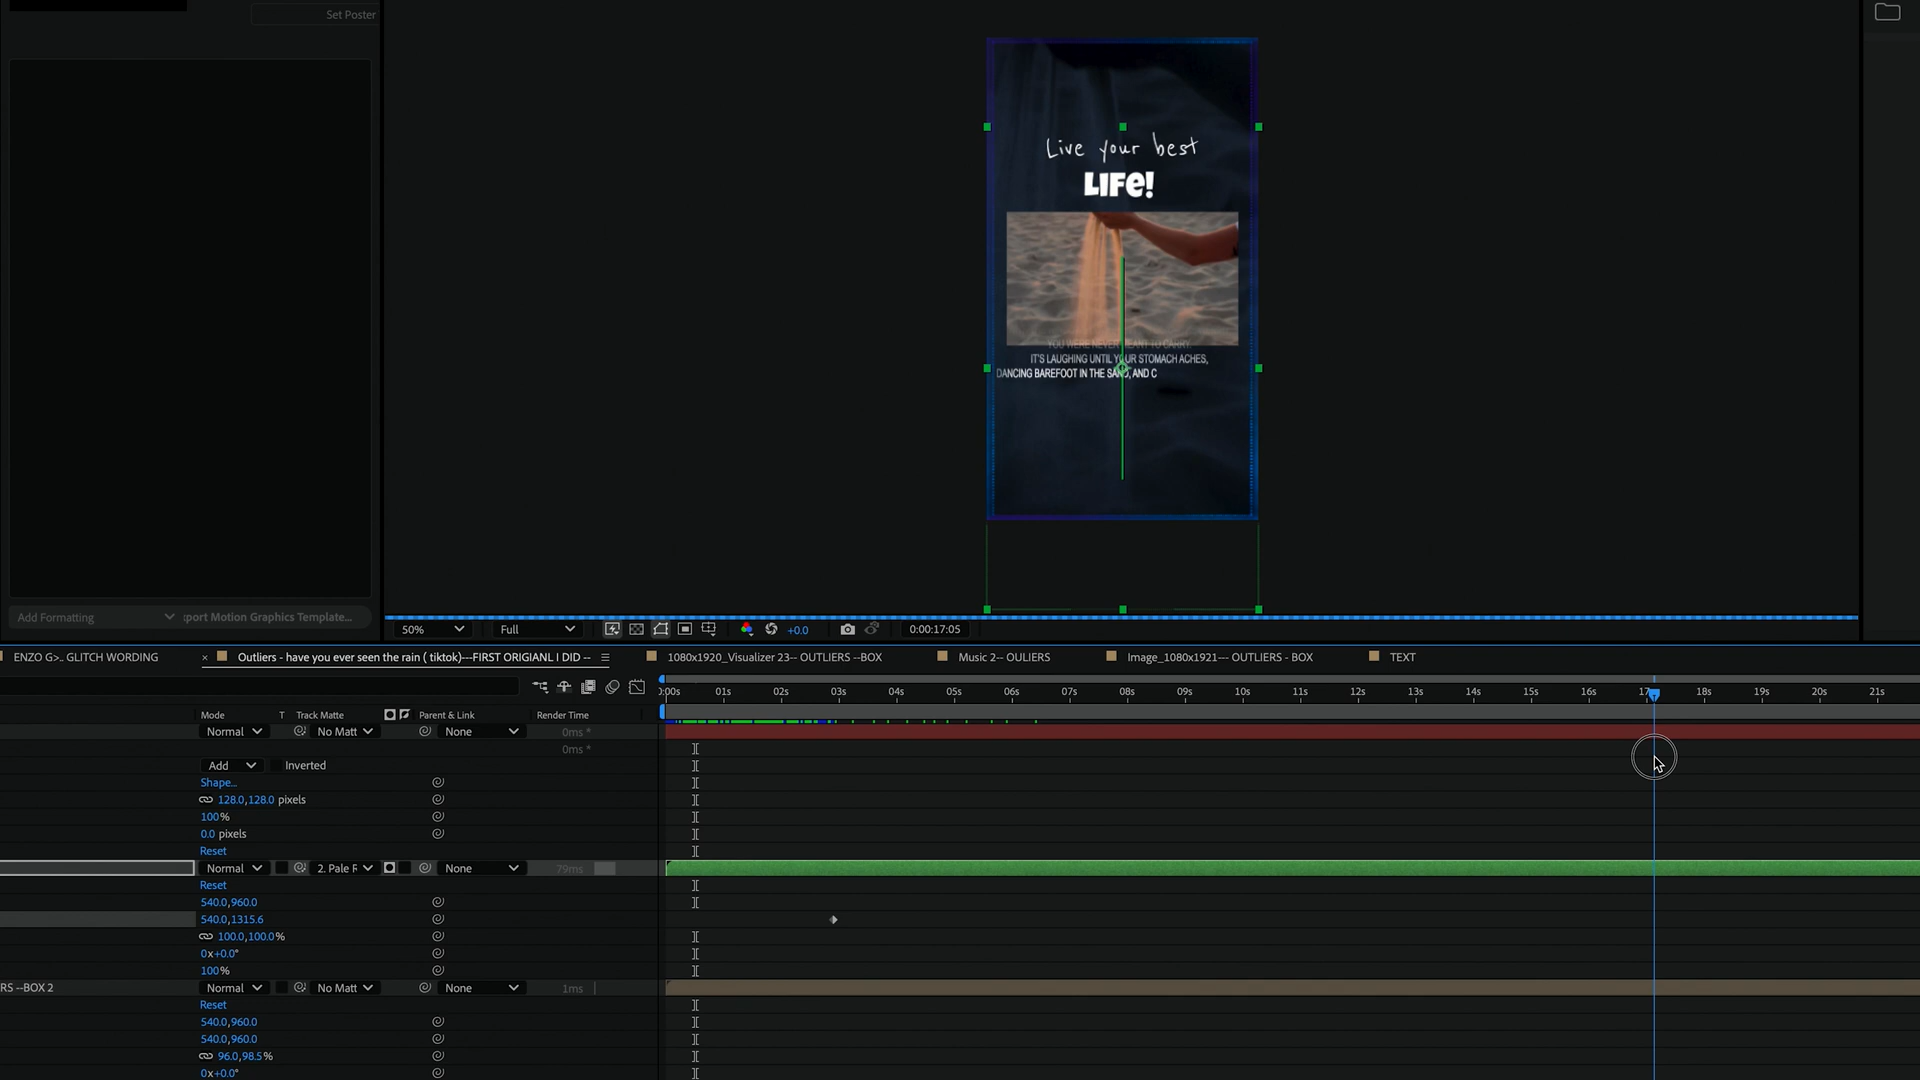 Set Poster
Live your best
LIFE!
YOU WERE NEVER MEANT TO CARRY.
IT'S LAUGHING UNTIL YOUR STOMACH ACHES,
DANCING BAREFOOT IN THE SAND, AND C
Add Formatting
port Motion Graphics Template...
50%
Full
+0.0
0:00:17:05
ENZO G>.. GLITCH WORDING
× Outliers - have you ever seen the rain ( tiktok)---FIRST ORIGIANL I DID --
1080x1920_Visualizer 23-- OUTLIERS --BOX
Music 2-- OULIERS
Image_1080x1921--- OUTLIERS - BOX
TEXT
0:00s 01s 02s 03s 04s 05s 06s 07s 08s 09s 10s 11s 12s 13s 14s 15s 16s 17s 18s 19s 20s 21s
Mode T Track Matte Parent & Link Render Time
Normal No Matt None 0ms *
0ms *
Add Inverted
Shape...
128.0,128.0 pixels
100%
0.0 pixels
Reset
Normal 2. Pale F None 79ms
Reset
540.0,960.0
540.0,1315.6
100.0,100.0%
0x+0.0°
100%
RS --BOX 2 Normal No Matt None 1ms
Reset
540.0,960.0
540.0,960.0
96.0,98.5%
0x+0.0°